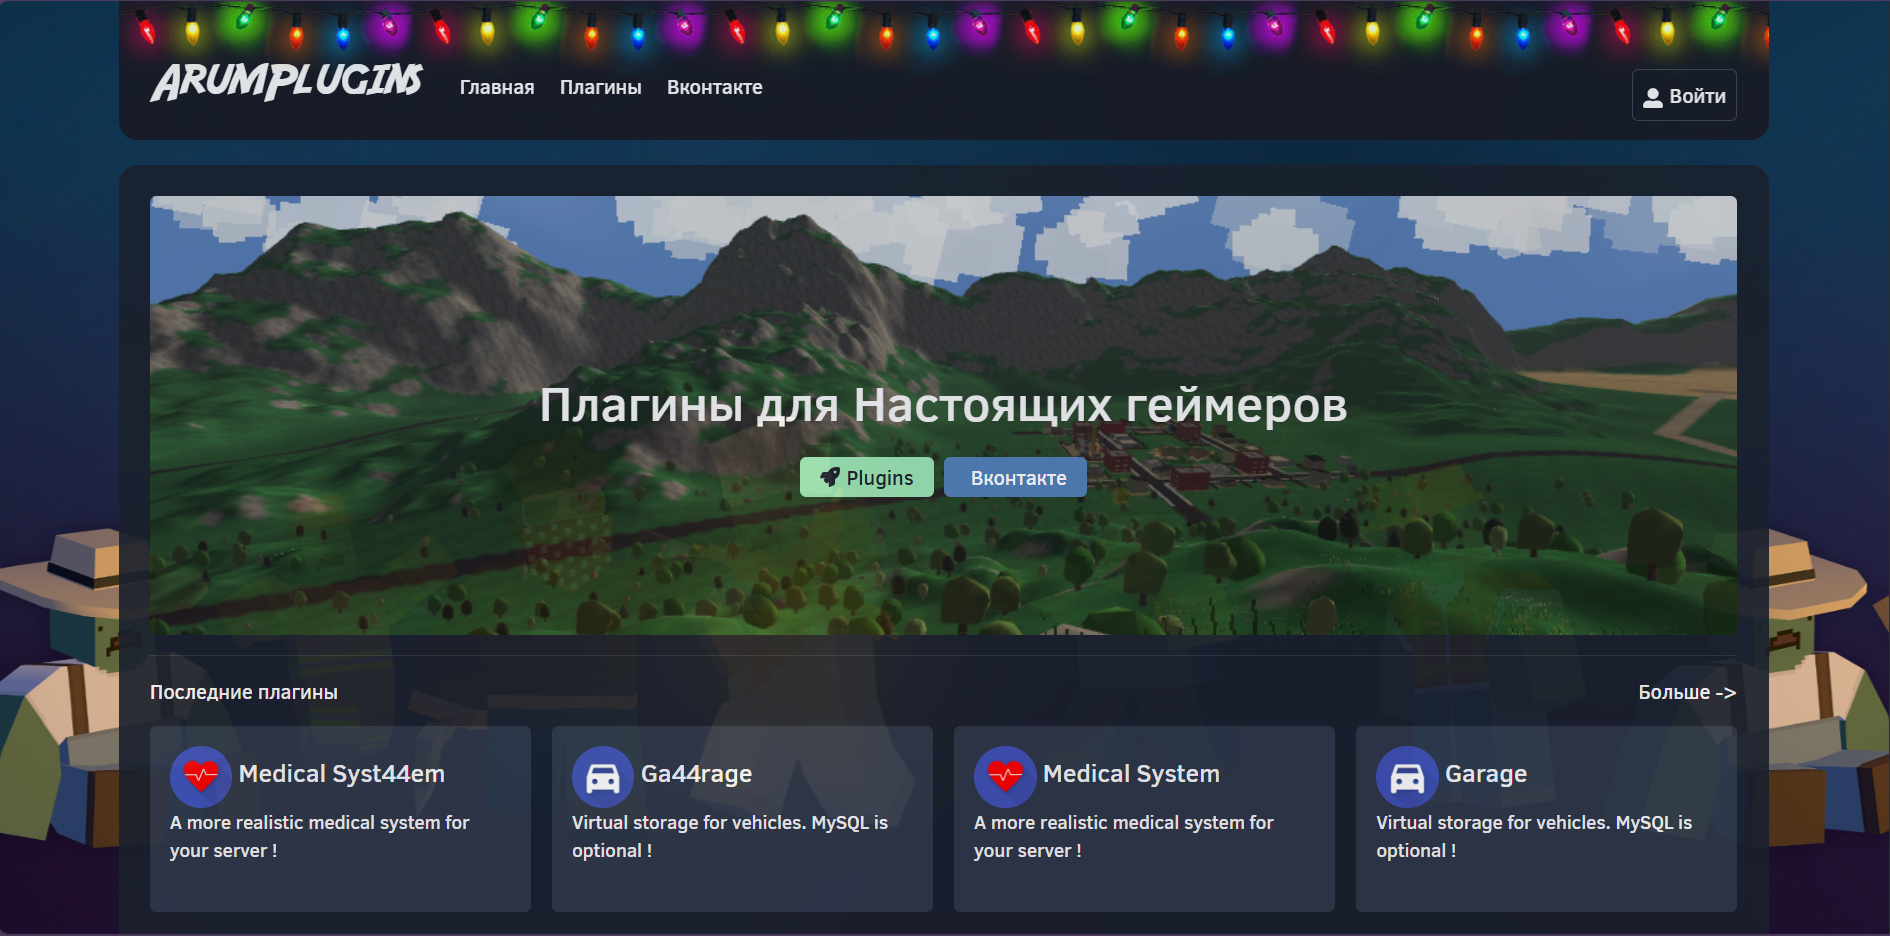 ARUMPLUGINS Главная Плагины Вконтакте Войти
Плагины для Настоящих геймеров
Plugins Вконтакте
Последние плагины Больше ->
Medical Syst44em
A more realistic medical system for
your server !
Ga44rage
Virtual storage for vehicles. MySQL is
optional !
Medical System
A more realistic medical system for
your server !
Garage
Virtual storage for vehicles. MySQL is
optional !